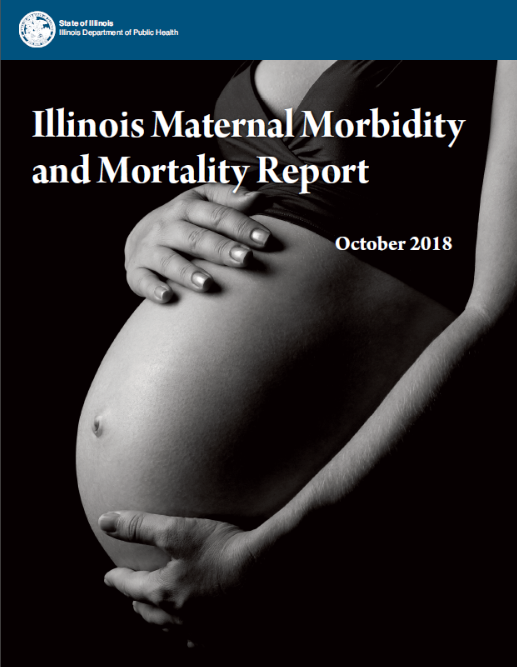 State of Illinois
Illinois Department of Public Health
Illinois Maternal Morbidity
and Mortality Report
October 2018